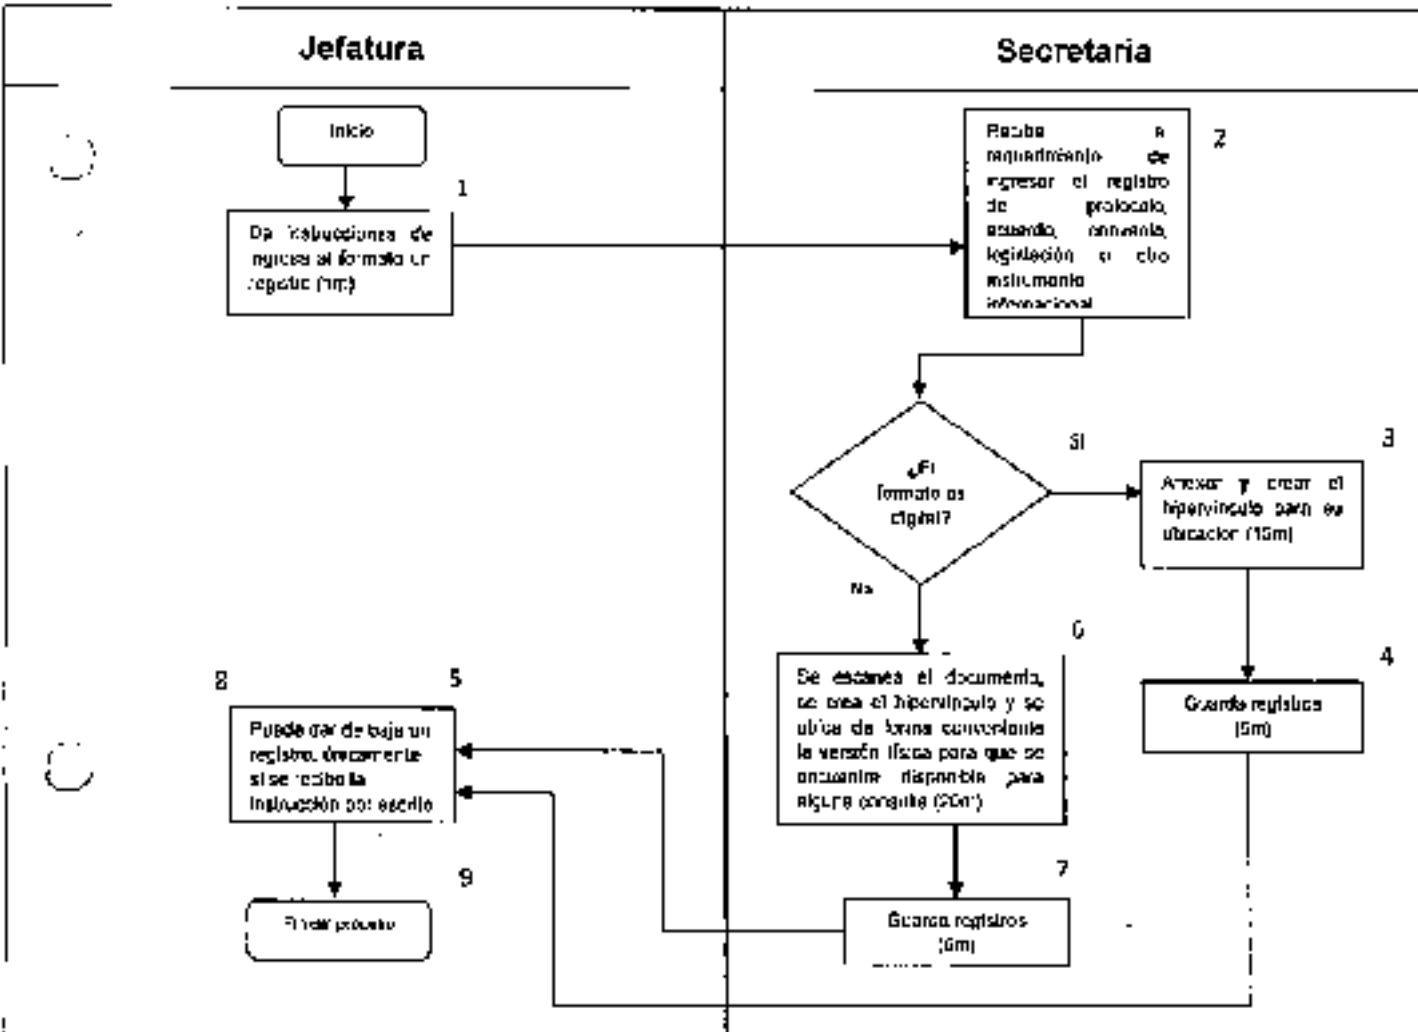 Jefatura
Secretaria
Inicio
1
Da instrucciones de
ingreso al formato un
registro (1m)
2
Recibe el
requerimiento de
ingresar el registro
de protocolo,
acuerdo, convenio,
legislación u otro
instrumento
internacional
¿El
formato es
digital?
SI
No
3
Anexar y crear el
hipervínculo para su
ubicación (15m)
4
Guarda registros
(5m)
6
Se escanea el documento,
se crea el hipervínculo y se
ubica de forma conveniente
la versión física para que se
encuentre disponible para
alguna consulta (20m)
7
Guarda registros
8
5
Puede dar de baja un
registro, únicamente
si se recibe la
instrucción por escrito
9
Fin del proceso